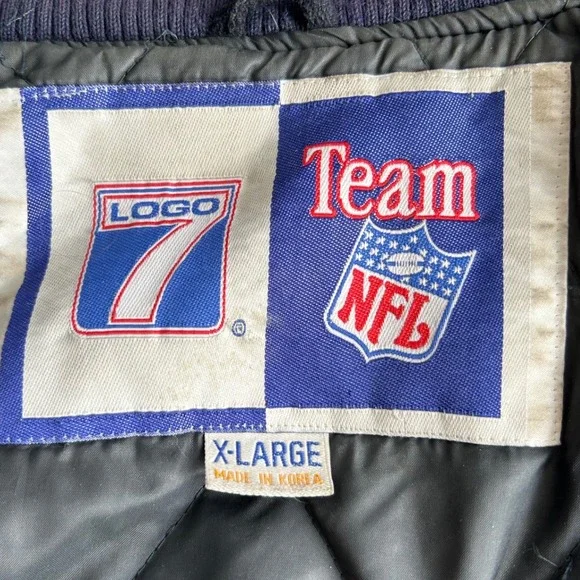 LOGO
7
®
Team
NFL
X-LARGE
MADE IN KOREA